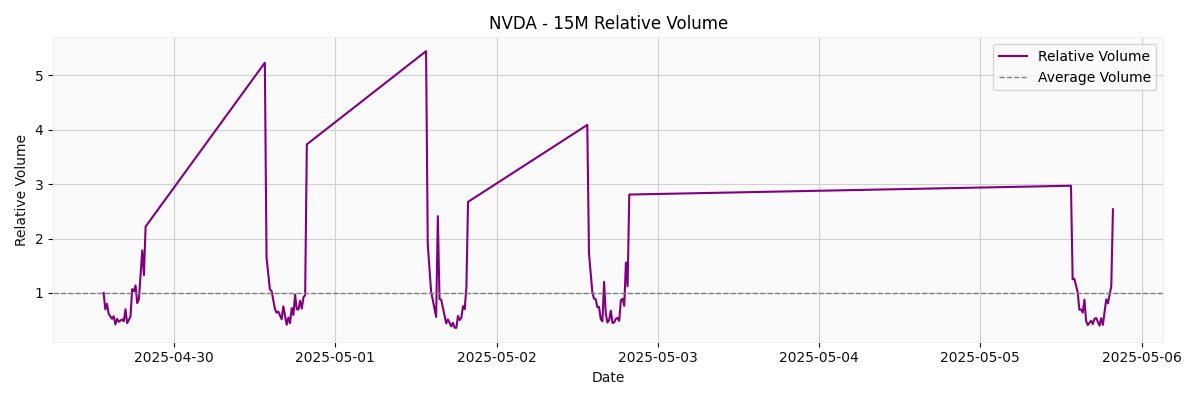 NVDA - 15M Relative Volume
Relative Volume
Average Volume
Relative Volume
5
4
3
2
1
2025-04-30
2025-05-01
2025-05-02
2025-05-03
2025-05-04
2025-05-05
2025-05-06
Date